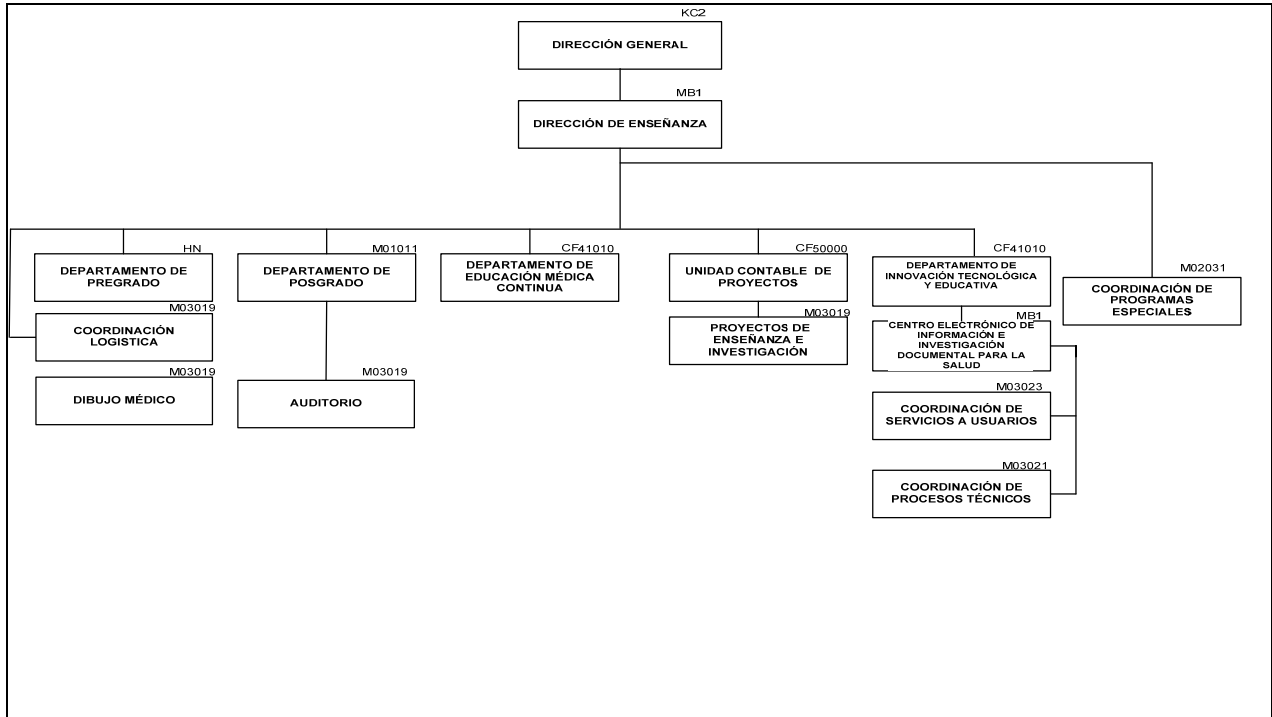 KC2
DIRECCIÓN GENERAL
MB1
DIRECCIÓN DE ENSEÑANZA
HN
DEPARTAMENTO DE
PREGRADO
M01011
DEPARTAMENTO DE
POSGRADO
CF41010
DEPARTAMENTO DE
EDUCACIÓN MÉDICA
CONTINUA
CF50000
UNIDAD CONTABLE DE
PROYECTOS
CF41010
DEPARTAMENTO DE
INNOVACIÓN TECNOLÓGICA
Y EDUCATIVA
M02031
COORDINACIÓN DE
PROGRAMAS
ESPECIALES
M03019
COORDINACIÓN
LOGISTICA
M03019
PROYECTOS DE
ENSEÑANZA E
INVESTIGACIÓN
MB1
CENTRO ELECTRÓNICO DE
INFORMACIÓN E
INVESTIGACIÓN
DOCUMENTAL PARA LA
SALUD
M03019
DIBUJO MÉDICO
M03019
AUDITORIO
M03023
COORDINACIÓN DE
SERVICIOS A USUARIOS
M03021
COORDINACIÓN DE
PROCESOS TÉCNICOS